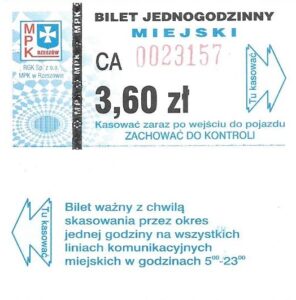 BILET JEDNOGODZINNY
MIEJSKI
MPK
RZESZÓW
MPK
MPK
CA 0023157
RGK Sp. z o.o.
MPK w Rzeszowie
3,60 zł
Tu kasować
Kasować zaraz po wejściu do pojazdu
ZACHOWAĆ DO KONTROLI
Tu kasować
Bilet ważny z chwilą
skasowania przez okres
jednej godziny na wszystkich
liniach komunikacyjnych
miejskich w godzinach 5⁰⁰-23⁰⁰